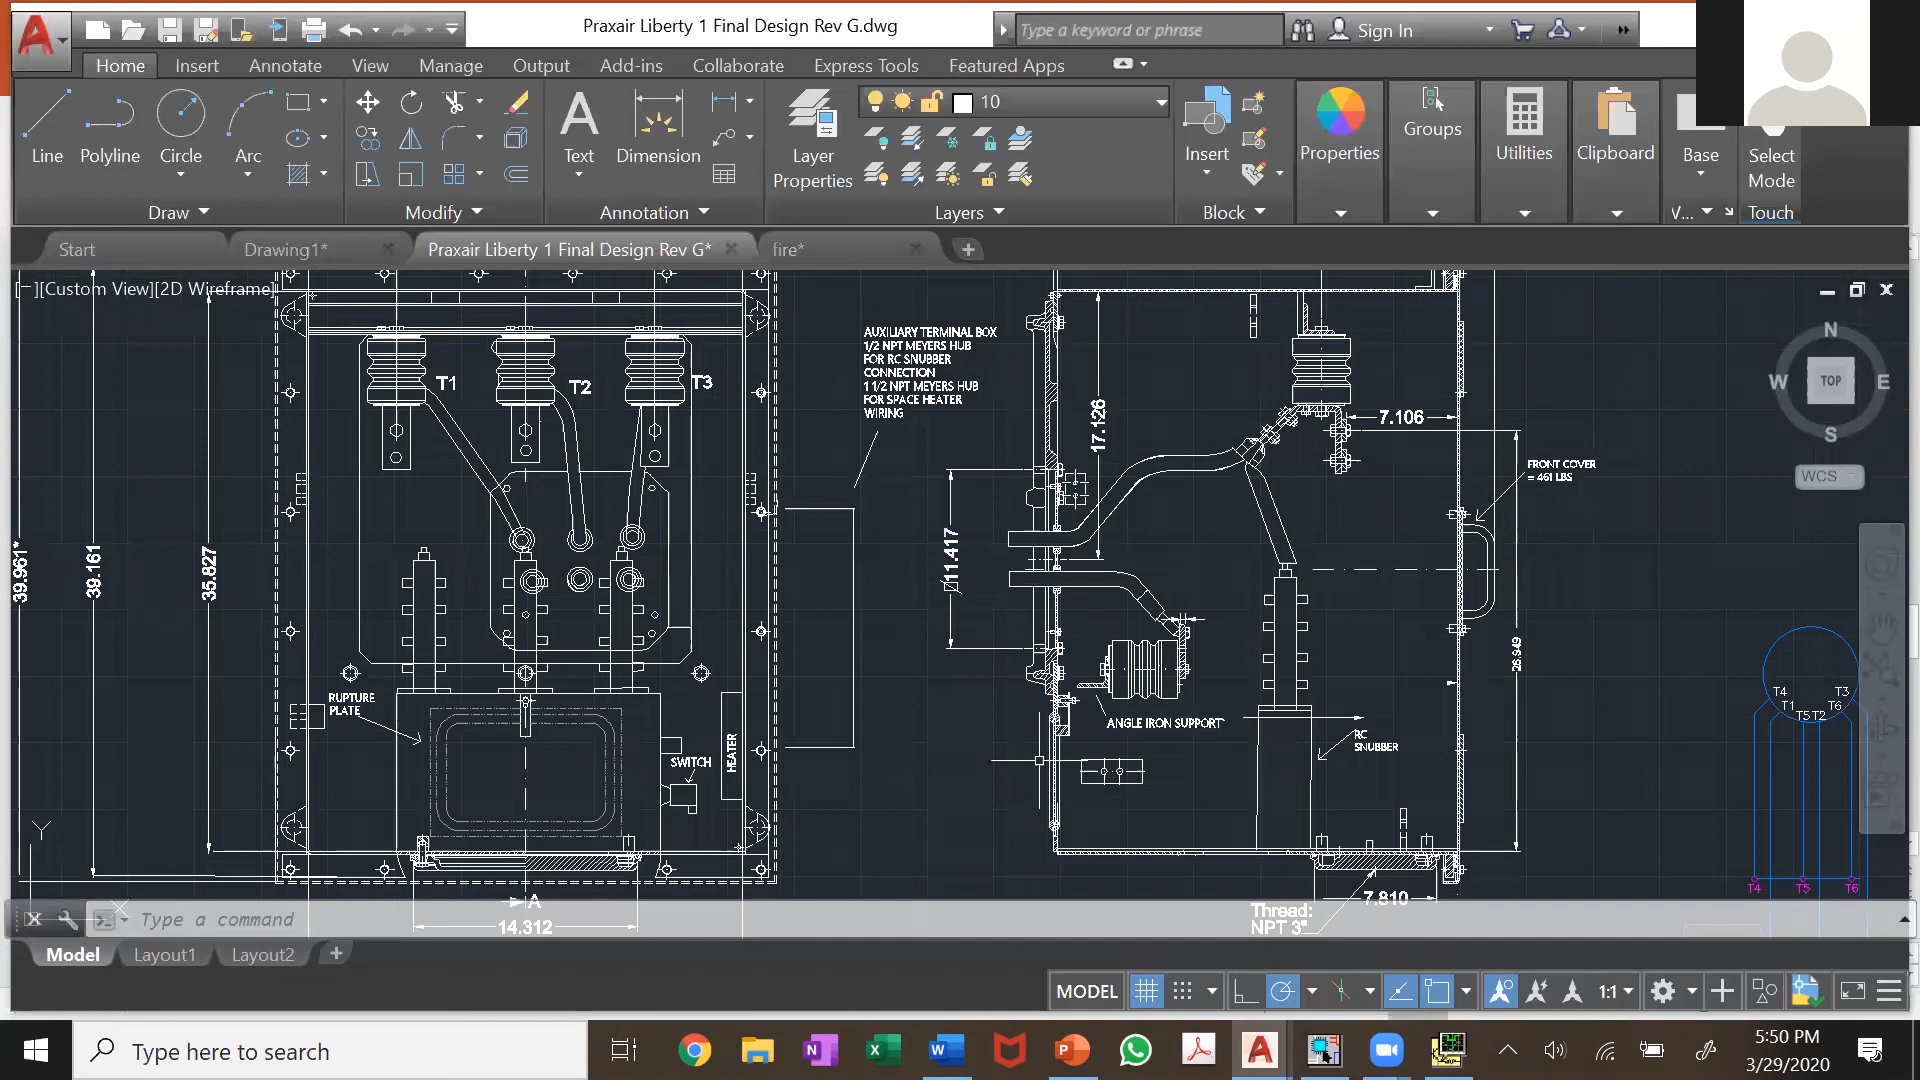 Praxair Liberty 1 Final Design Rev G.dwg
Type a keyword or phrase
Sign In
Home
Insert
Annotate
View
Manage
Output
Add-ins
Collaborate
Express Tools
Featured Apps
10
Line
Polyline
Circle
Arc
Text
Dimension
Layer
Properties
Insert
Properties
Groups
Utilities
Clipboard
Base
Select
Mode
Draw
Modify
Annotation
Layers
Block
V...
Touch
Start
Drawing1*
Praxair Liberty 1 Final Design Rev G*
fire*
[−][Custom View][2D Wireframe]
N
W
TOP
E
S
WCS
T1
T2
T3
AUXILIARY TERMINAL BOX
1/2 NPT MEYERS HUB
FOR RC SNUBBER
CONNECTION
1 1/2 NPT MEYERS HUB
FOR SPACE HEATER
WIRING
17.126
7.106
FRONT COVER
= 461 LBS
39.961*
39.161
35.827
11.417
26.949
RUPTURE
PLATE
SWITCH
HEATER
ANGLE IRON SUPPORT
RC
SNUBBER
T4
T3
T1
T6
T5
T2
T4
T5
T6
Y
A
14.312
7.810
Thread:
NPT 3"
Type a command
Model
Layout1
Layout2
MODEL
1:1
Type here to search
5:50 PM
3/29/2020